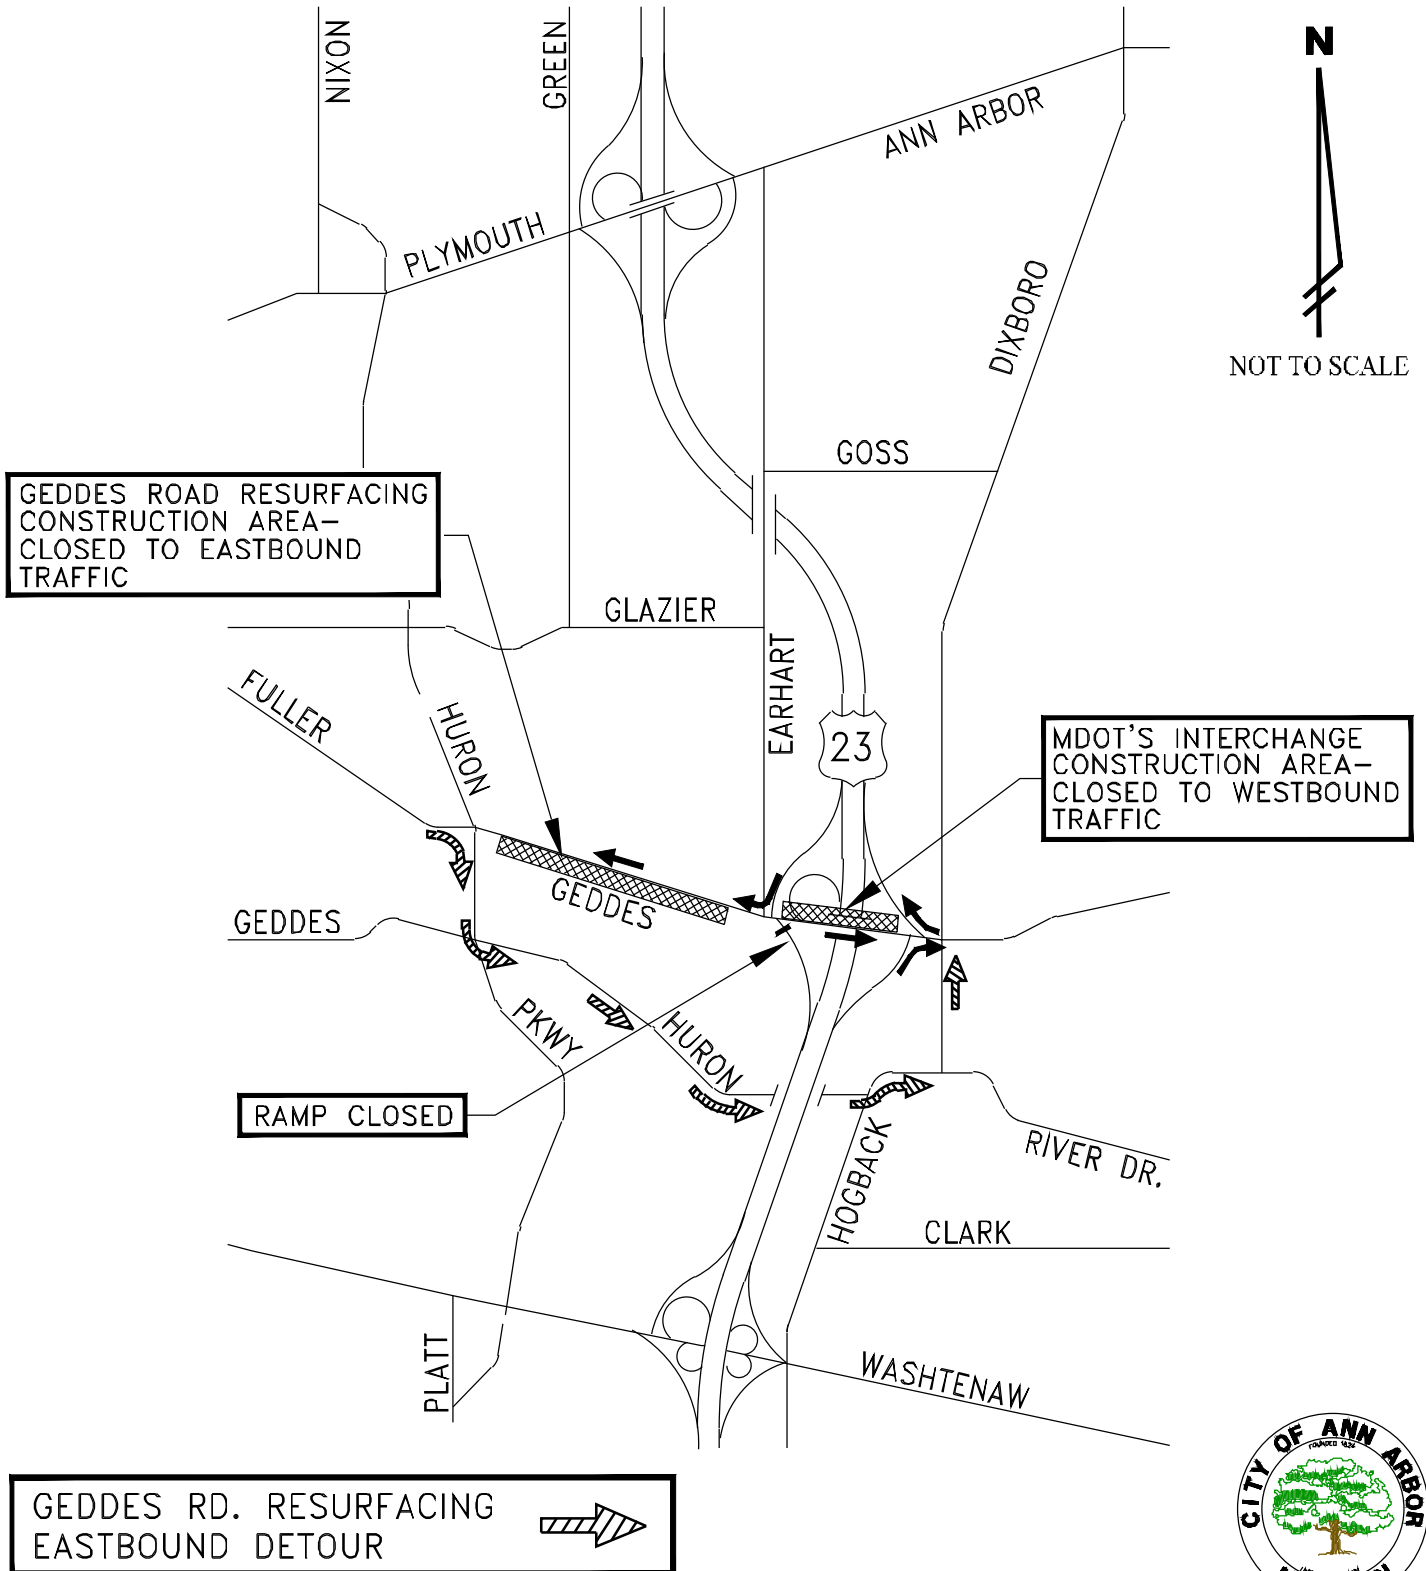 NIXON
GREEN
N
ANN ARBOR
PLYMOUTH
DIXBORO
NOT TO SCALE
GOSS
GEDDES ROAD RESURFACING
CONSTRUCTION AREA-
CLOSED TO EASTBOUND
TRAFFIC
GLAZIER
EARHART
FULLER
HURON
23
MDOT'S INTERCHANGE
CONSTRUCTION AREA-
CLOSED TO WESTBOUND
TRAFFIC
GEDDES
GEDDES
PKWY
HURON
RAMP CLOSED
HOGBACK
RIVER DR.
CLARK
PLATT
WASHTENAW
GEDDES RD. RESURFACING
EASTBOUND DETOUR
CITY OF ANN ARBOR
FOUNDED 1824